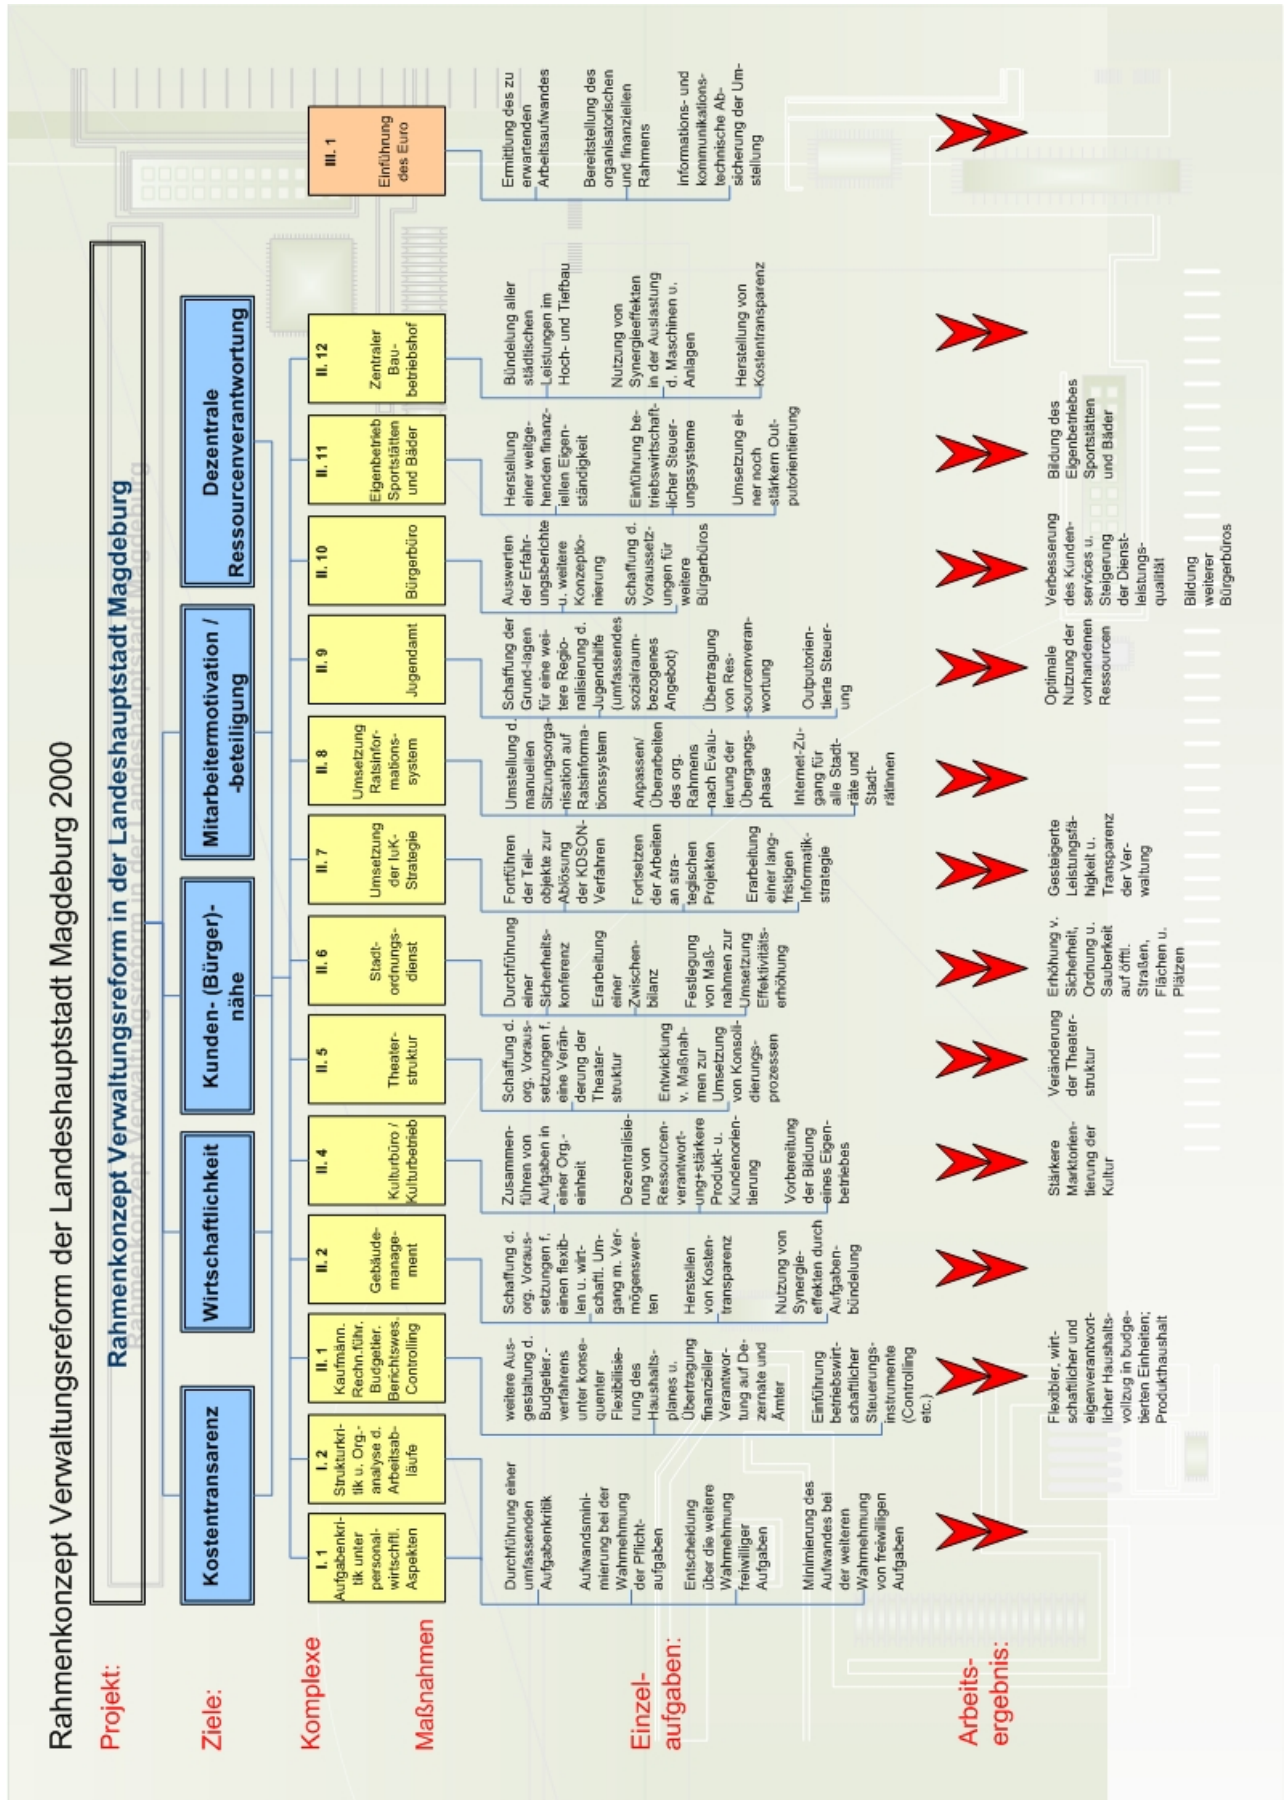 Rahmenkonzept Verwaltungsreform der Landeshauptstadt Magdeburg 2000
Projekt:
Rahmenkonzept Verwaltungsreform in der Landeshauptstadt Magdeburg
Ziele:
Kostentransarenz
Wirtschaftlichkeit
Kunden- (Bürger)-
nähe
Mitarbeitermotivation /
-beteiligung
Dezentrale
Ressourcenverantwortung
Komplexe
Maßnahmen
I. 1
Aufgabenkri-
tik unter
personal-
wirtschftl.
Aspekten
I. 2
Strukturkri-
tik u. Org-
analyse d.
Arbeitsab-
läufe
II. 1
Kaufmänn.
Rechn.führ.
Budgetier.
Berichtswes.
Controlling
II. 2
Gebäude-
manage-
ment
II. 4
Kulturbüro /
Kulturbetrieb
II. 5
Theater-
struktur
II. 6
Stadt-
ordnungs-
dienst
II. 7
Umsetzung
der IuK-
Strategie
II. 8
Umsetzung
Ratsinfor-
mations-
system
II. 9
Jugendamt
II. 10
Bürgerbüro
II. 11
Eigenbetrieb
Sportstätten
und Bäder
II. 12
Zentraler
Bau-
betriebshof
III. 1
Einführung
des Euro
Einzel-
aufgaben:
Durchführung einer
umfassenden
Aufgabenkritik
Aufwandsmini-
mierung bei der
Wahrnehmung
der Pflicht-
aufgaben
Entscheidung
über die weitere
Wahrnehmung
freiwilliger
Aufgaben
Minimierung des
Aufwandes bei
der weiteren
Wahrnehmung
von freiwilligen
Aufgaben
weitere Aus-
gestaltung d.
Budgetier.-
verfahrens
unter konse-
quenter
Flexibilisie-
rung des
Haushalts-
planes u.
Übertragung
finanzieller
Verantwor-
tung auf De-
zernate und
Ämter
Einführung
betriebswirt-
schaftlicher
Steuerungs-
instrumente
(Controlling
etc.)
Schaffung d.
org. Voraus-
setzungen f.
einen flexib-
len u. wirt-
schaftl. Um-
gang m. Ver-
mögenswer-
ten
Herstellen
von Kosten-
transparenz
Nutzung von
Synergie-
effekten durch
Aufgaben-
bündelung
Zusammen-
führen von
Aufgaben in
einer Org.-
einheit
Dezentralisie-
rung von
Ressourcen-
verantwort-
ung+stärkere
Produkt- u.
Kundenorien-
tierung
Vorbereitung
der Bildung
eines Eigen-
betriebes
Schaffung d.
org. Voraus-
setzungen f.
eine Verän-
derung der
Theater-
struktur
Entwicklung
v. Maßnah-
men zur
Umsetzung
von Konsoli-
dierungs-
prozessen
Durchführung
einer
Sicherheits-
konferenz
Erarbeitung
einer
Zwischen-
bilanz
Festlegung
von Maß-
nahmen zur
Umsetzung
Effektivitäts-
erhöhung
Fortführen
der Teil-
objekte zur
Ablösung
der KDSON-
Verfahren
Fortsetzen
der Arbeiten
an stra-
tegischen
Projekten
Erarbeitung
einer lang-
fristigen
Informatik-
strategie
Umstellung d.
manuellen
Sitzungsorga-
nisation auf
Ratsinforma-
tionssystem
Anpassen/
Überarbeiten
des org.
Rahmens
nach Evalu-
ierung der
Übergangs-
phase
Internet-Zu-
gang für
alle Stadt-
räte und
Stadt-
rätinnen
Schaffung der
Grund-lagen
für eine wei-
tere Regio-
nalisierung d.
Jugendhilfe
(umfassendes
sozialraum-
bezogenes
Angebot)
Übertragung
von Res-
sourcenveran-
wortung
Outputorien-
tierte Steuer-
ung
Auswerten
der Erfahr-
ungsberichte
u. weitere
Konzeptio-
nierung
Schaffung d.
Voraussetz-
ungen für
weitere
Bürgerbüros
Herstellung
einer weitge-
henden finanz-
iellen Eigen-
ständigkeit
Einführung be-
triebswirtschaft-
licher Steuer-
ungssysteme
Umsetzung ei-
ner noch
stärkern Out-
putorientierung
Bündelung aller
städtischen
Leistungen im
Hoch- und Tiefbau
Nutzung von
Synergieeffekten
in der Auslastung
d. Maschinen u.
Anlagen
Herstellung von
Kostentransparenz
Ermittlung des zu
erwartenden
Arbeitsaufwandes
Bereitstellung des
organisatorischen
und finanziellen
Rahmens
informations- und
kommunikations-
technische Ab-
sicherung der Um-
stellung
Arbeits-
ergebnis:
Flexibler, wirt-
schaftlicher und
eigenverantwort-
licher Haushalts-
vollzug in budge-
tierten Einheiten;
Produkthaushalt
Stärkere
Marktorien-
tierung der
Kultur
Veränderung
der Theater-
struktur
Erhöhung v.
Sicherheit,
Ordnung u.
Sauberkeit
auf öfftl.
Straßen,
Flächen u.
Plätzen
Gesteigerte
Leistungsfä-
higkeit u.
Transparenz
der Ver-
waltung
Optimale
Nutzung der
vorhandenen
Ressourcen
Verbesserung
des Kunden-
services u.
Steigerung
der Dienst-
leistungs-
qualität
Bildung
weiterer
Bürgerbüros
Bildung des
Eigenbetriebes
Sportstätten
und Bäder